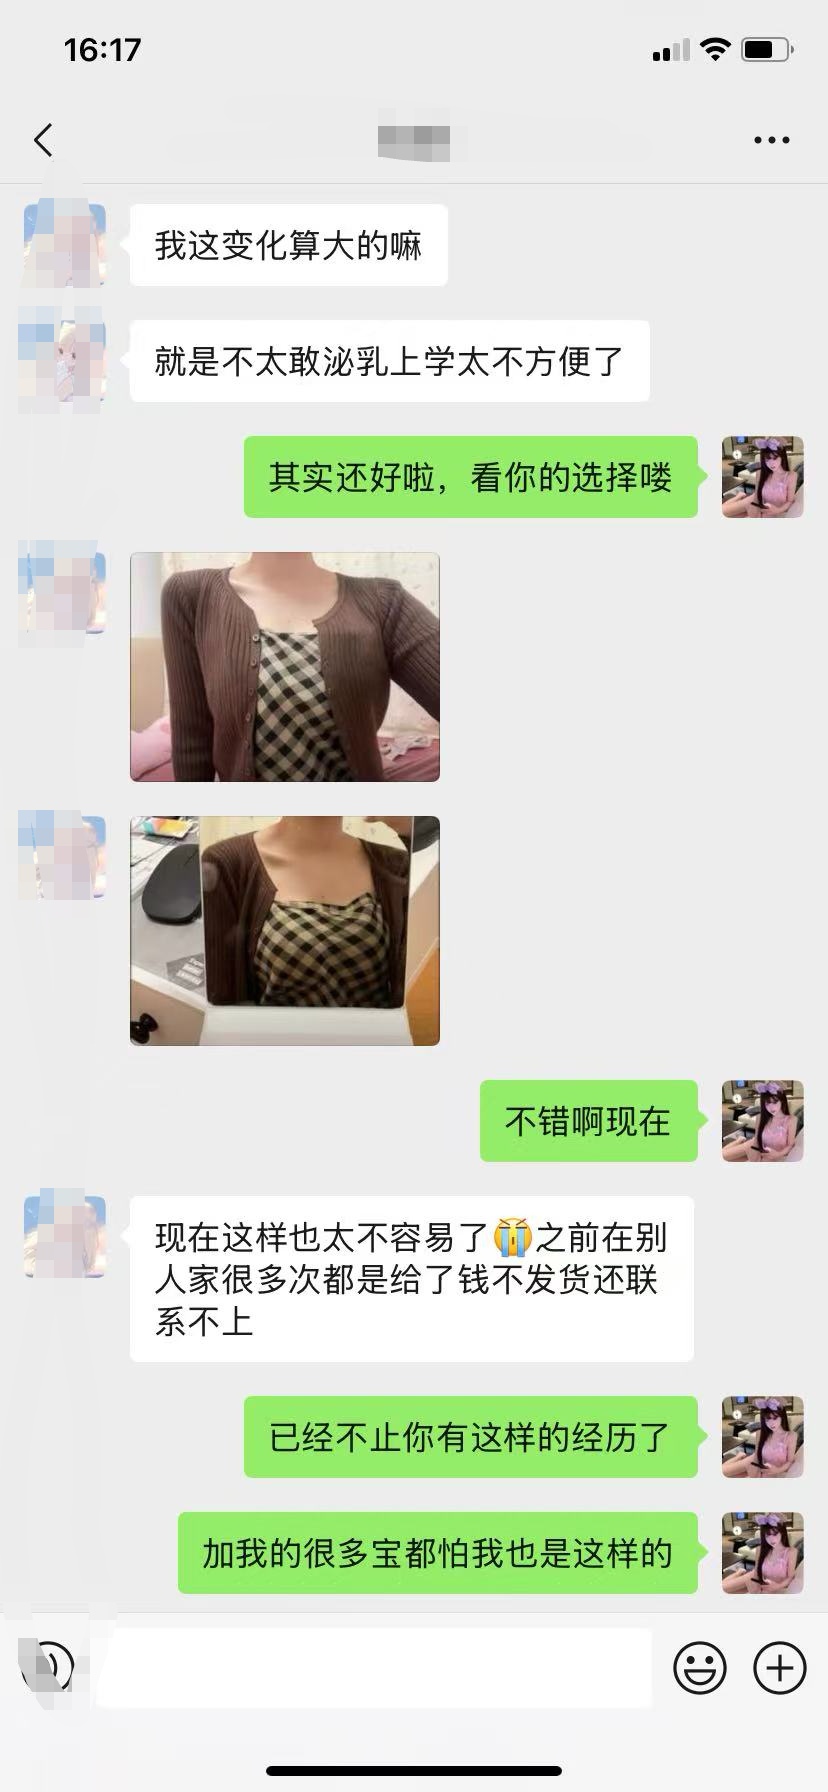 16:17
我这变化算大的嘛
就是不太敢泌乳上学太不方便了
其实还好啦，看你的选择喽
不错啊现在
现在这样也太不容易了😭之前在别
人家很多次都是给了钱不发货还联
系不上
已经不止你有这样的经历了
加我的很多宝都怕我也是这样的